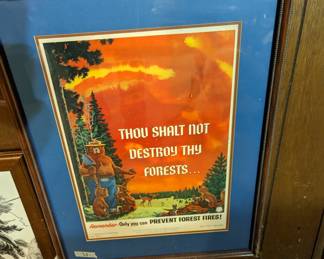 THOU SHALT NOT
DESTROY THY
FORESTS...
Remember-Only you can PREVENT FOREST FIRES!